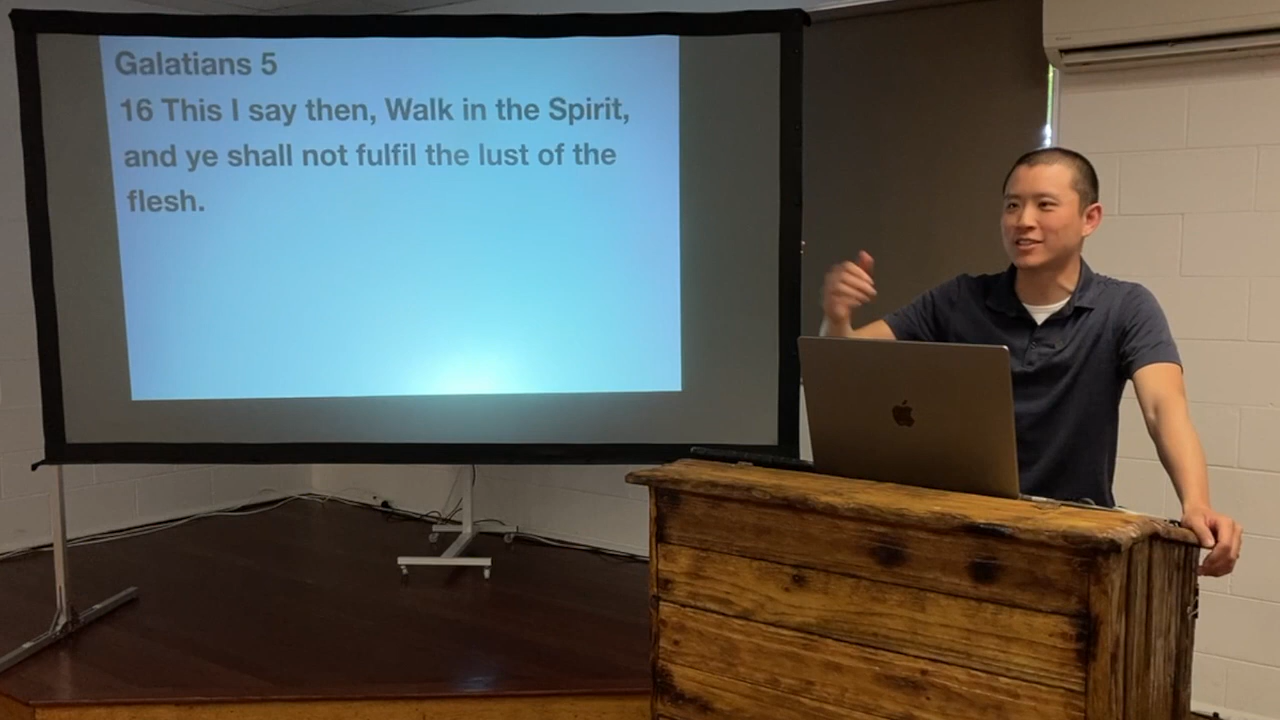 Galatians 5
16 This I say then, Walk in the Spirit,
and ye shall not fulfil the lust of the
flesh.